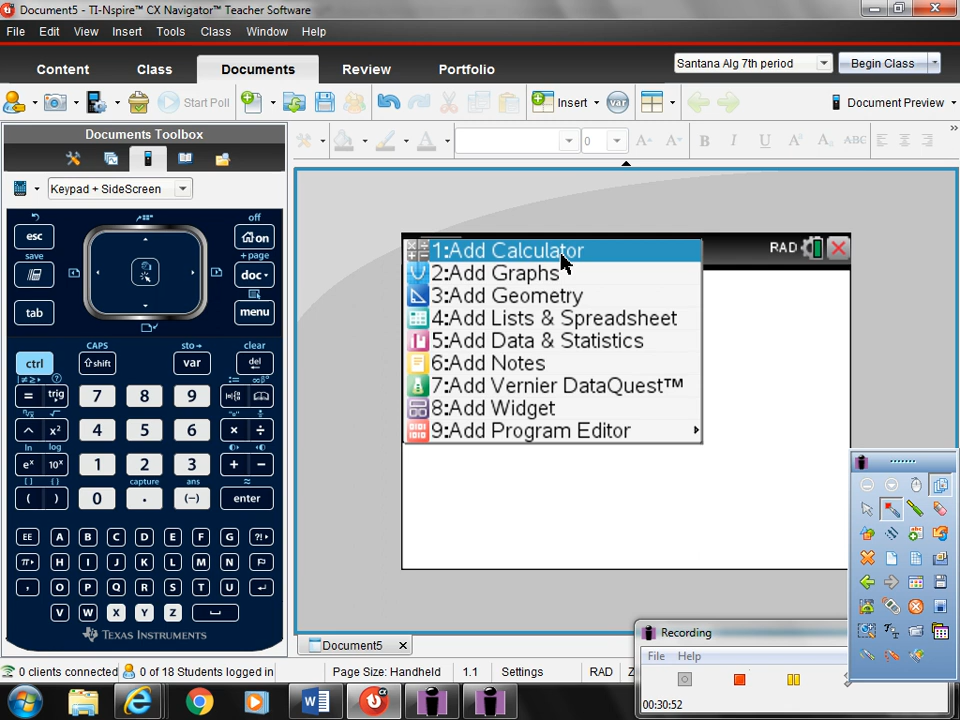 Document5 - TI-Nspire™ CX Navigator™ Teacher Software
File Edit View Insert Tools Class Window Help
Content Class Documents Review Portfolio Santana Alg 7th period Begin Class
Start Poll Insert var Document Preview
Documents Toolbox
0 A A B I U A A ABC
Keypad + SideScreen
esc
save
tab
off
on
+ page
doc
menu
1:Add Calculator
2:Add Graphs
3:Add Geometry
4:Add Lists & Spreadsheet
5:Add Data & Statistics
6:Add Notes
7:Add Vernier DataQuest™
8:Add Widget
9:Add Program Editor
RAD
CAPS sto→ clear
ctrl ⇧shift var del
= trig 7 8 9
^ x² 4 5 6 × ÷
ln log
eˣ 10ˣ 1 2 3 + −
[ ] { } capture ans ≈
( ) 0 . (−) enter
EE A B C D E F G ?!▸
π▸ H I J K L M N
, O P Q R S T U ↵
V W X Y Z
TEXAS INSTRUMENTS
Document5
0 clients connected 0 of 18 Students logged in Page Size: Handheld 1.1 Settings RAD
Recording
File Help
00:30:52